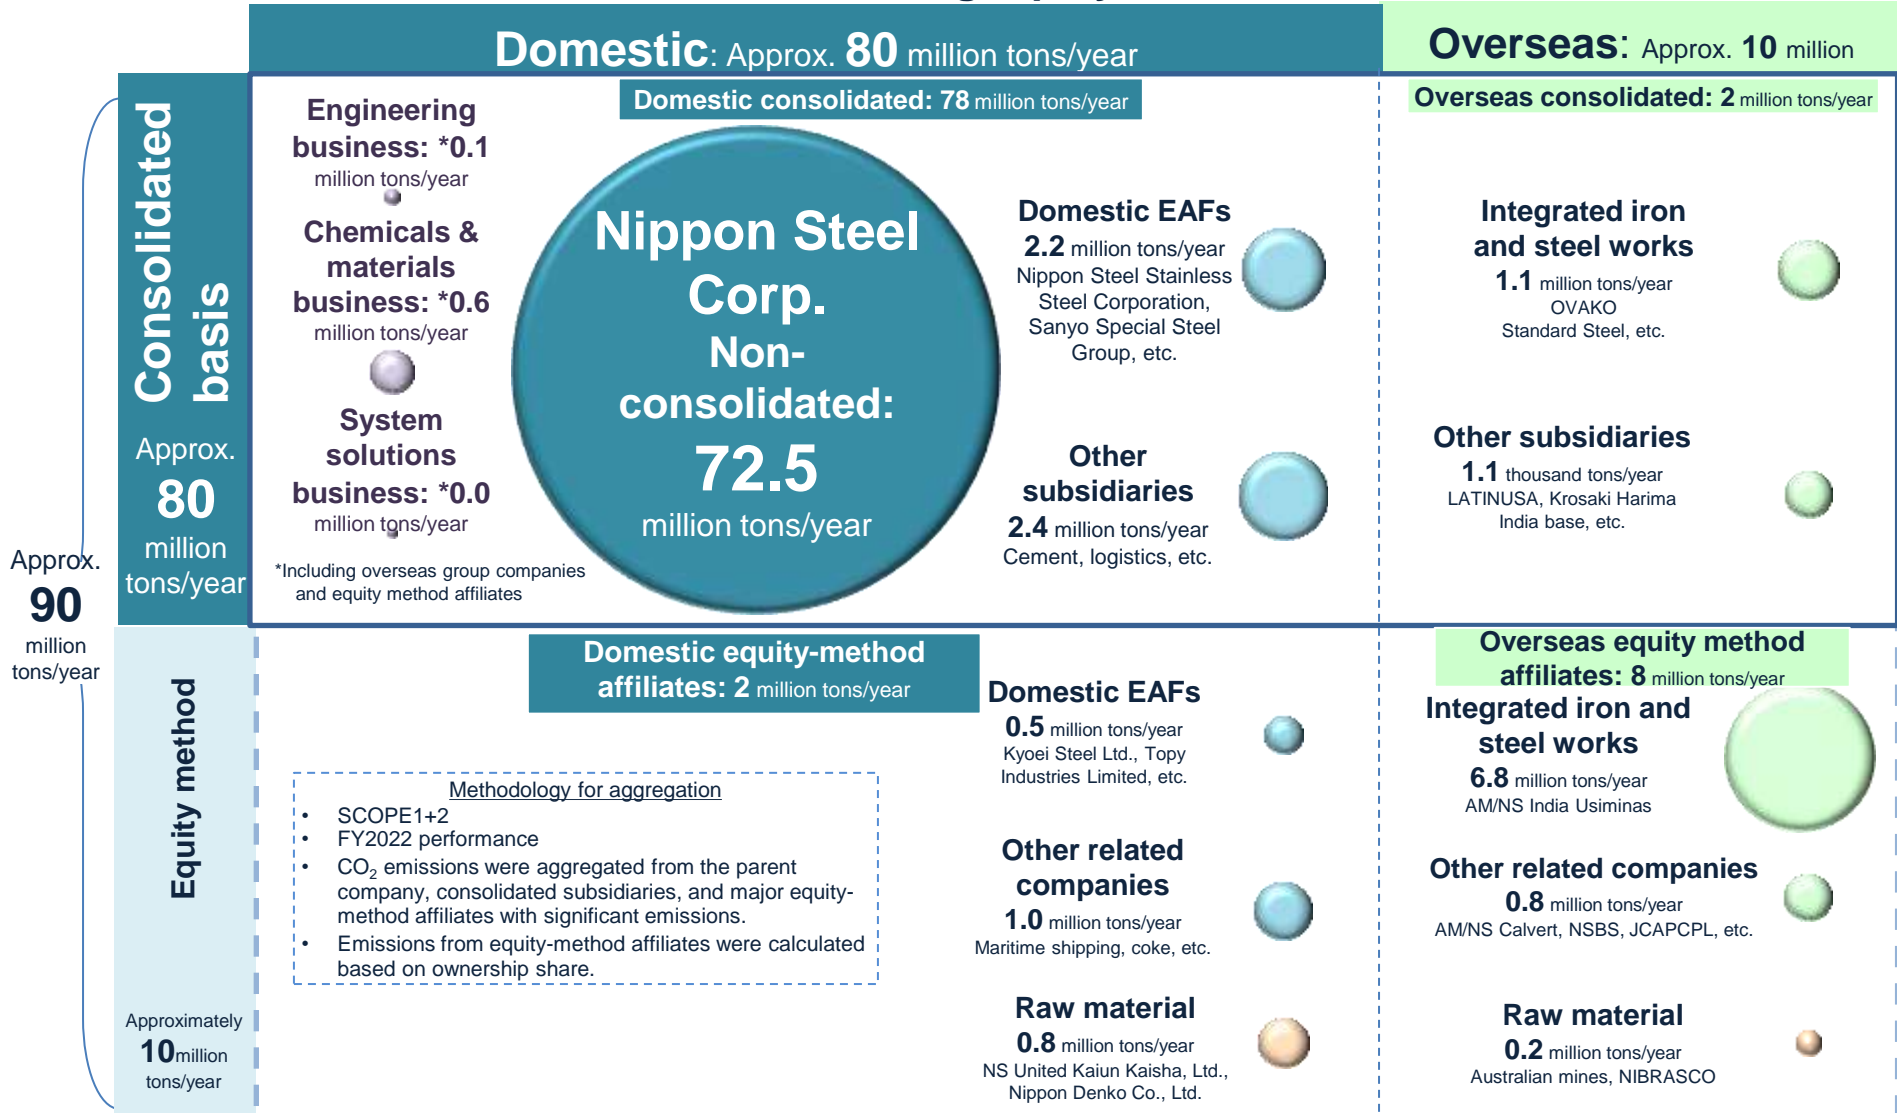 Domestic: Approx. 80 million tons/year
Overseas: Approx. 10 million
Approx.
90
million
tons/year
Consolidated
basis
Approx.
80
million
tons/year
Domestic consolidated: 78 million tons/year
Engineering
business: *0.1
million tons/year
Chemicals &
materials
business: *0.6
million tons/year
System
solutions
business: *0.0
million tons/year
*Including overseas group companies
and equity method affiliates
Nippon Steel
Corp.
Non-
consolidated:
72.5
million tons/year
Domestic EAFs
2.2 million tons/year
Nippon Steel Stainless
Steel Corporation,
Sanyo Special Steel
Group, etc.
Other
subsidiaries
2.4 million tons/year
Cement, logistics, etc.
Overseas consolidated: 2 million tons/year
Integrated iron
and steel works
1.1 million tons/year
OVAKO
Standard Steel, etc.
Other subsidiaries
1.1 thousand tons/year
LATINUSA, Krosaki Harima
India base, etc.
Equity method
Approximately
10million
tons/year
Domestic equity-method
affiliates: 2 million tons/year
Methodology for aggregation
• SCOPE1+2
• FY2022 performance
• CO2 emissions were aggregated from the parent
company, consolidated subsidiaries, and major equity-
method affiliates with significant emissions.
• Emissions from equity-method affiliates were calculated
based on ownership share.
Domestic EAFs
0.5 million tons/year
Kyoei Steel Ltd., Topy
Industries Limited, etc.
Other related
companies
1.0 million tons/year
Maritime shipping, coke, etc.
Raw material
0.8 million tons/year
NS United Kaiun Kaisha, Ltd.,
Nippon Denko Co., Ltd.
Overseas equity method
affiliates: 8 million tons/year
Integrated iron and
steel works
6.8 million tons/year
AM/NS India Usiminas
Other related companies
0.8 million tons/year
AM/NS Calvert, NSBS, JCAPCPL, etc.
Raw material
0.2 million tons/year
Australian mines, NIBRASCO